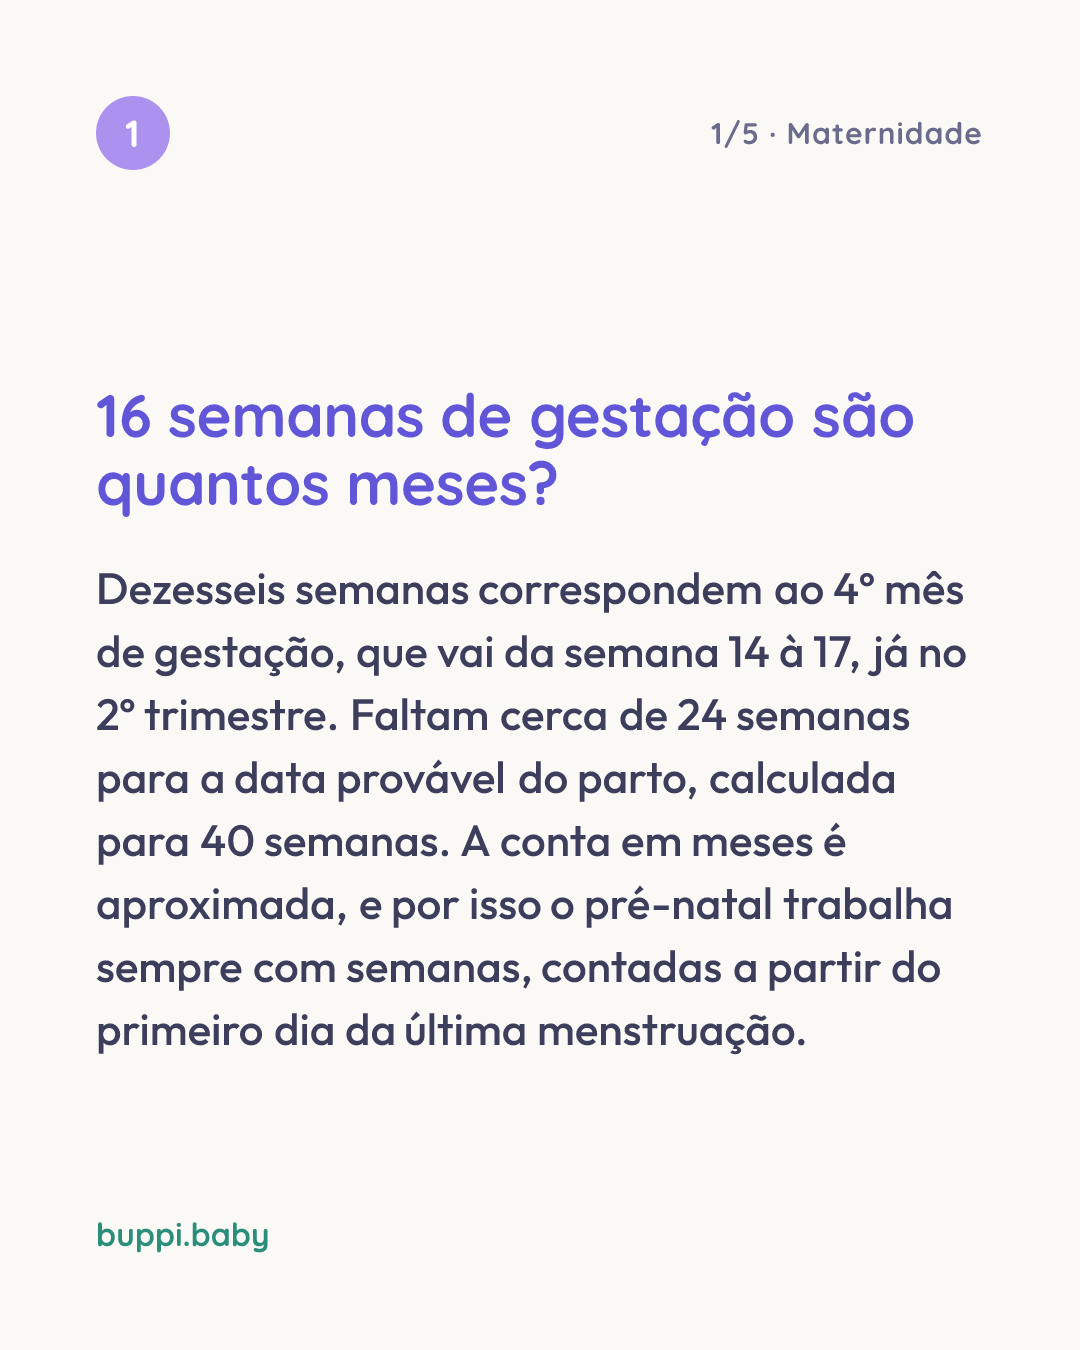 1
1/5 · Maternidade
16 semanas de gestação são
quantos meses?
Dezesseis semanas correspondem ao 4º mês
de gestação, que vai da semana 14 à 17, já no
2º trimestre. Faltam cerca de 24 semanas
para a data provável do parto, calculada
para 40 semanas. A conta em meses é
aproximada, e por isso o pré-natal trabalha
sempre com semanas, contadas a partir do
primeiro dia da última menstruação.
buppi.baby